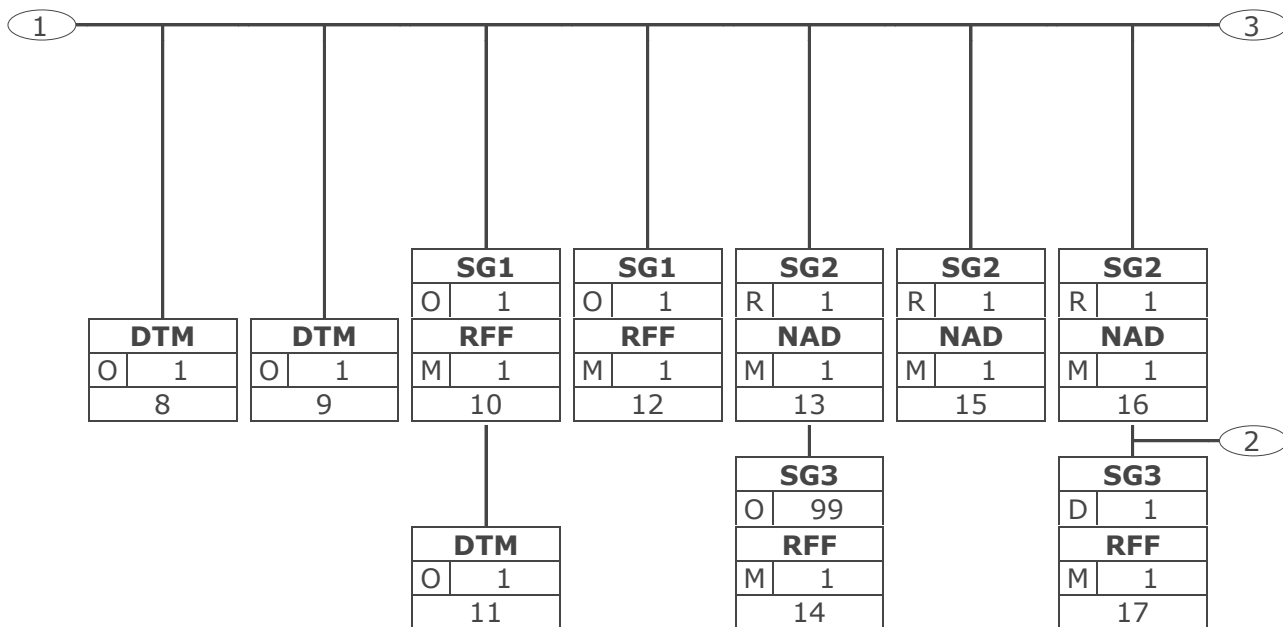 1 3
SG1 SG1 SG2 SG2 SG2
O 1 O 1 R 1 R 1 R 1
DTM DTM RFF RFF NAD NAD NAD
O 1 O 1 M 1 M 1 M 1 M 1 M 1
8 9 10 12 13 15 16
2
SG3 SG3
O 99 D 1
DTM RFF RFF
O 1 M 1 M 1
11 14 17